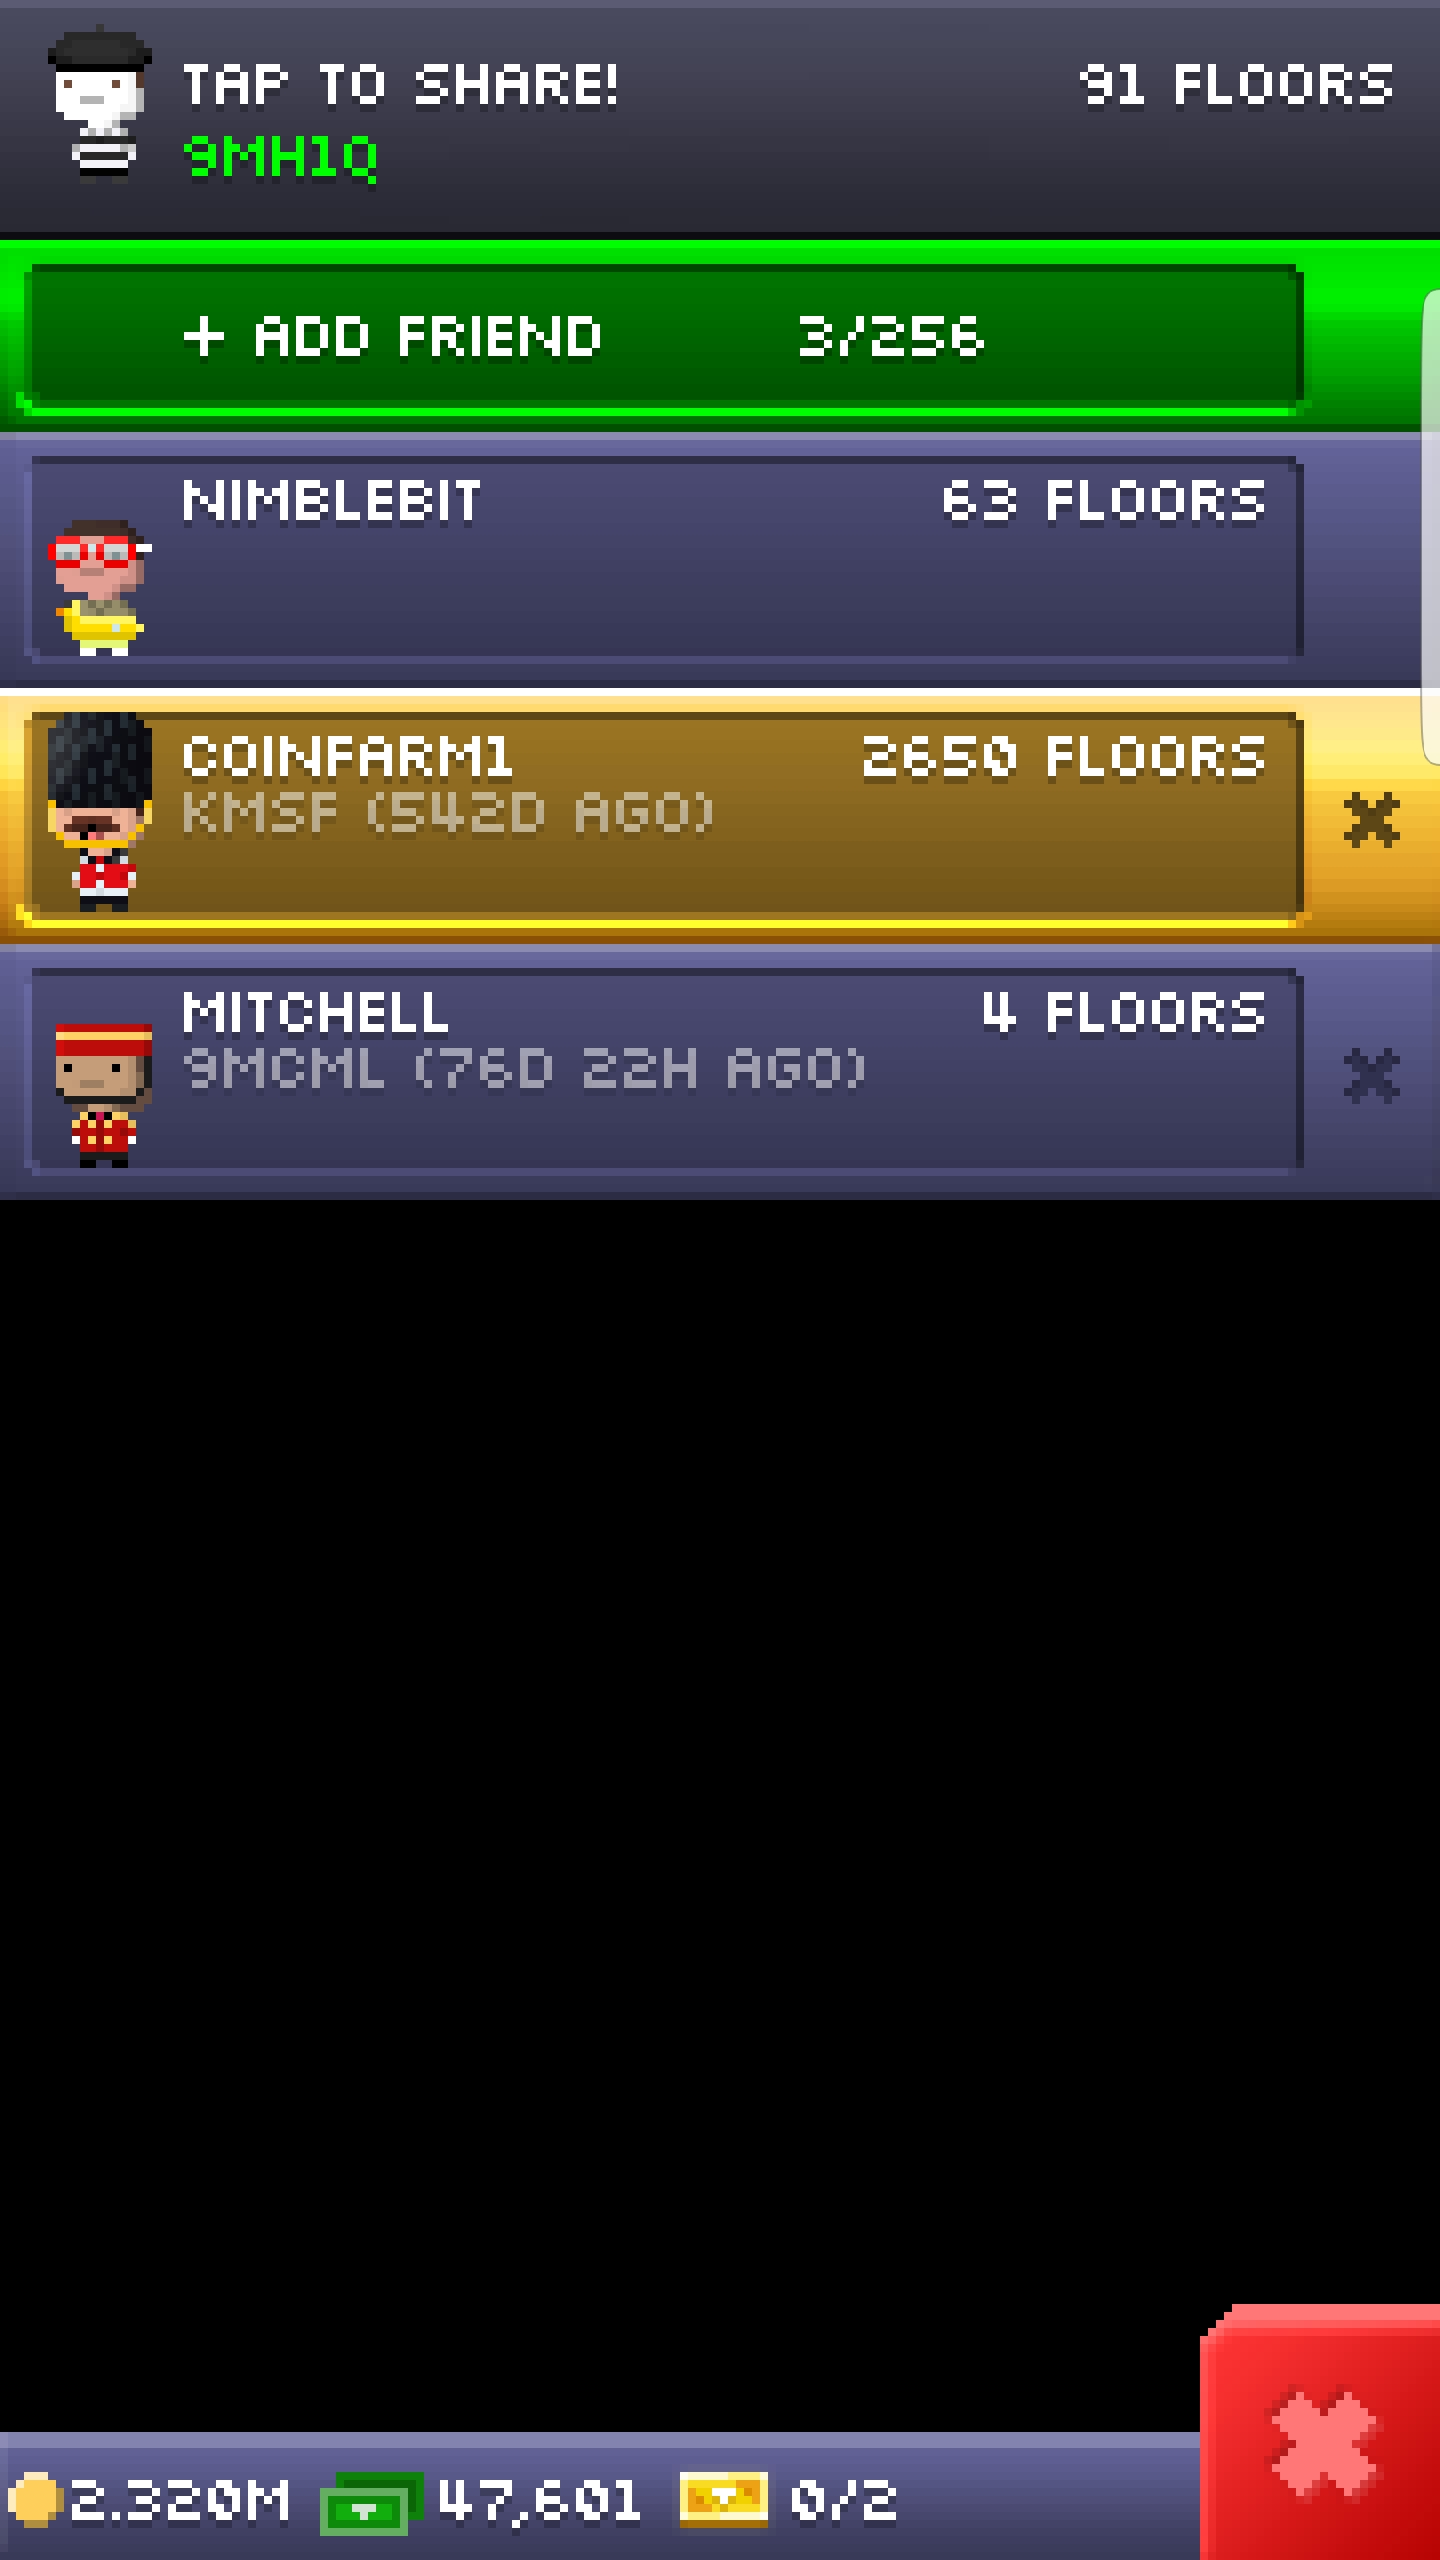 TAP TO SHARE! 91 FLOORS
9MH1Q
+ ADD FRIEND 3/256
NIMBLEBIT 63 FLOORS
COINFARM1 2650 FLOORS
KMSF (542D AGO)
MITCHELL 4 FLOORS
9MCML (76D 22H AGO)
2.320M 47,601 0/2